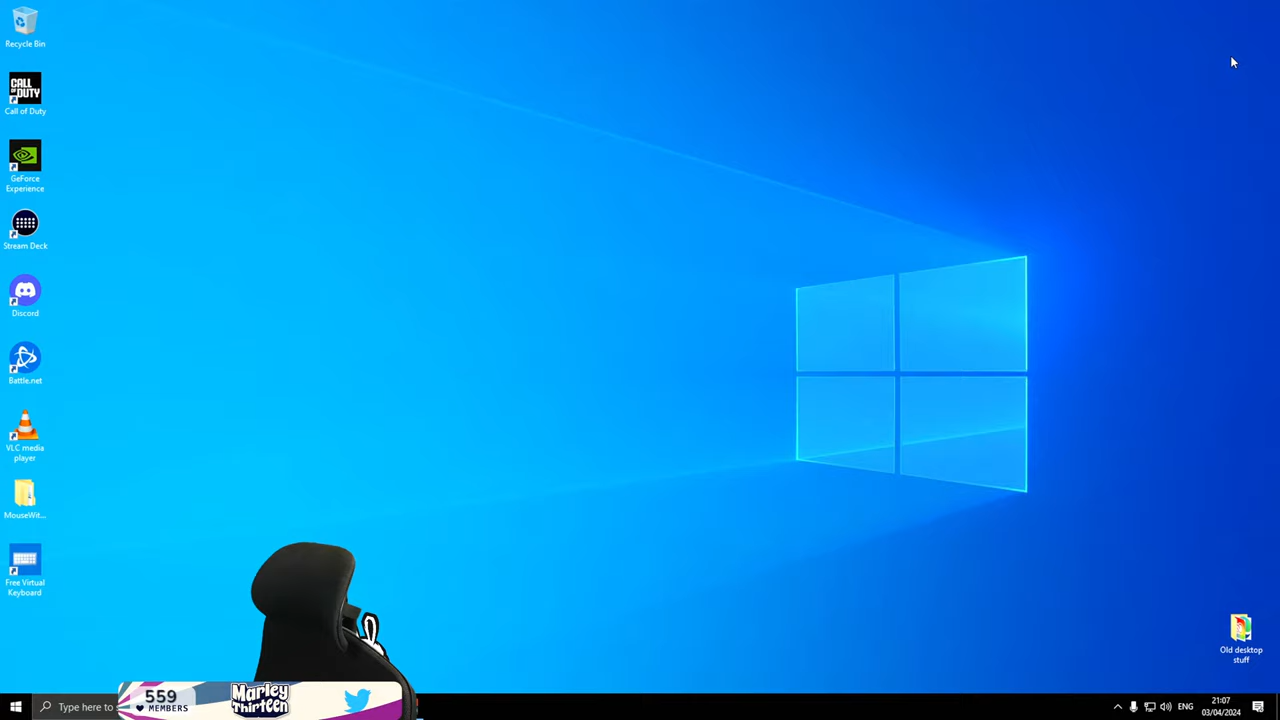 Recycle Bin
Call of Duty
GeForce
Experience
Stream Deck
Discord
Battle.net
VLC media
player
MouseWit...
Free Virtual
Keyboard
Old desktop
stuff
Type here to s
559
MEMBERS
Marley
Thirteen
ENG
21:07
03/04/2024
CALL
OF DUTY